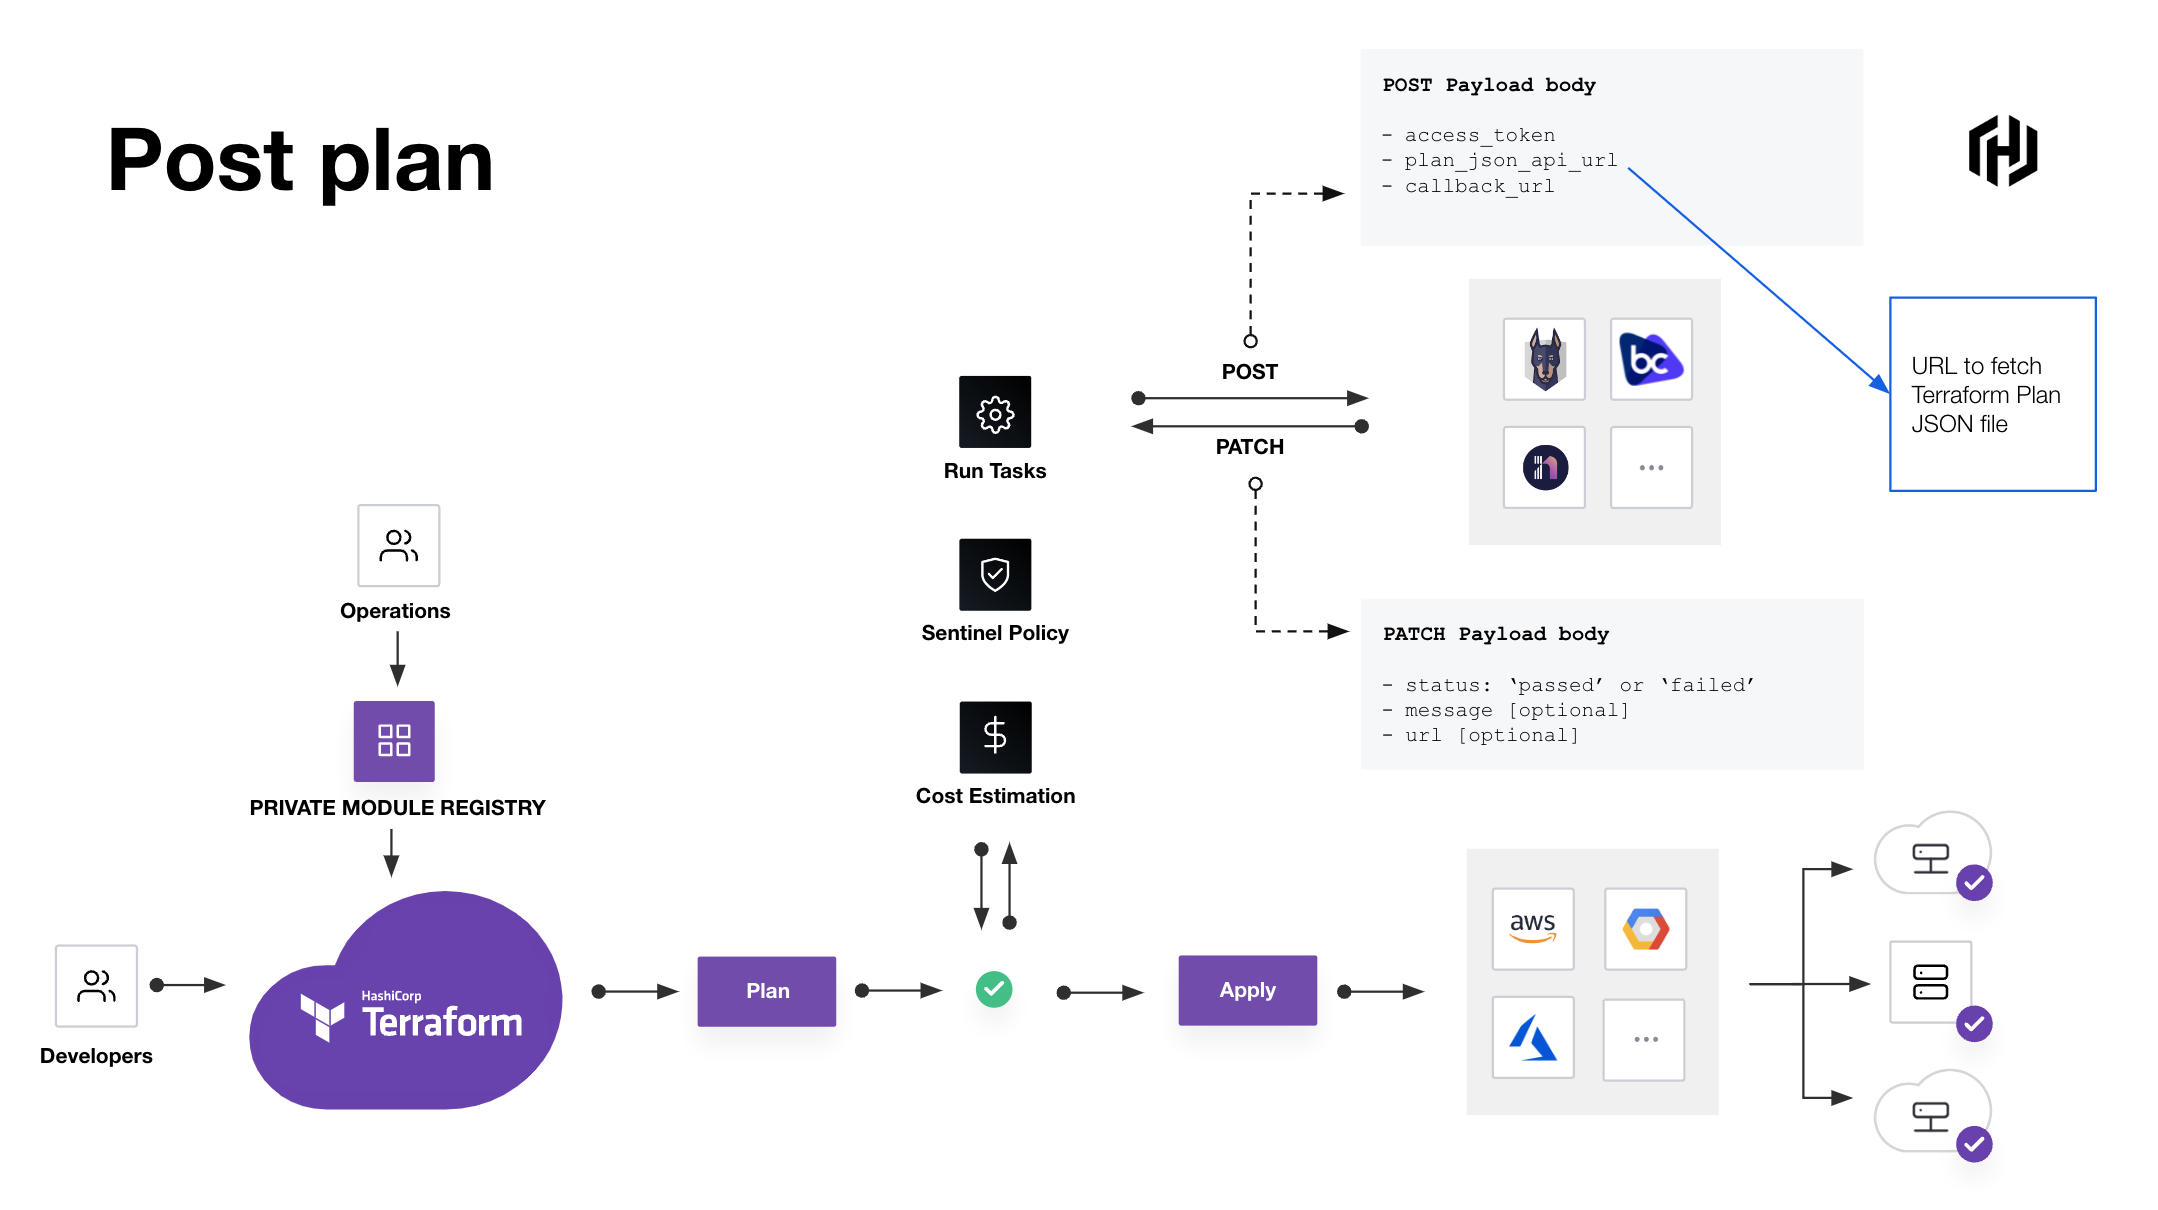 Post plan
POST Payload body
- access_token
- plan_json_api_url
- callback_url
POST
PATCH
bc
n
...
URL to fetch
Terraform Plan
JSON file
Run Tasks
Sentinel Policy
Cost Estimation
PATCH Payload body
- status: ‘passed’ or ‘failed’
- message [optional]
- url [optional]
Operations
PRIVATE MODULE REGISTRY
Developers
HashiCorp
Terraform
Plan
Apply
aws
...